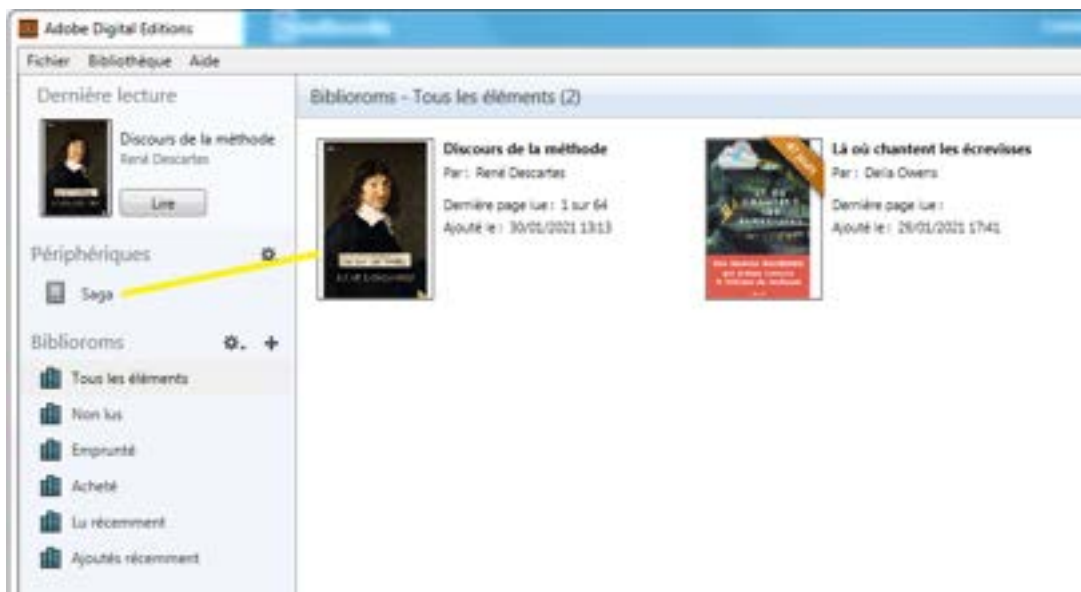 Adobe Digital Editions
Fichier Bibliothèque Aide
Dernière lecture
Discours de la méthode
René Descartes
Lire
Périphériques
Saga
Biblioroms
Tous les éléments
Non lus
Emprunté
Acheté
Lu récemment
Ajoutés récemment
Biblioroms - Tous les éléments (2)
Discours de la méthode
Par : René Descartes
Dernière page lue : 1 sur 64
Ajouté le : 30/01/2021 13:13
Là où chantent les écrevisses
Par : Delia Owens
Dernière page lue :
Ajouté le : 28/01/2021 17:41